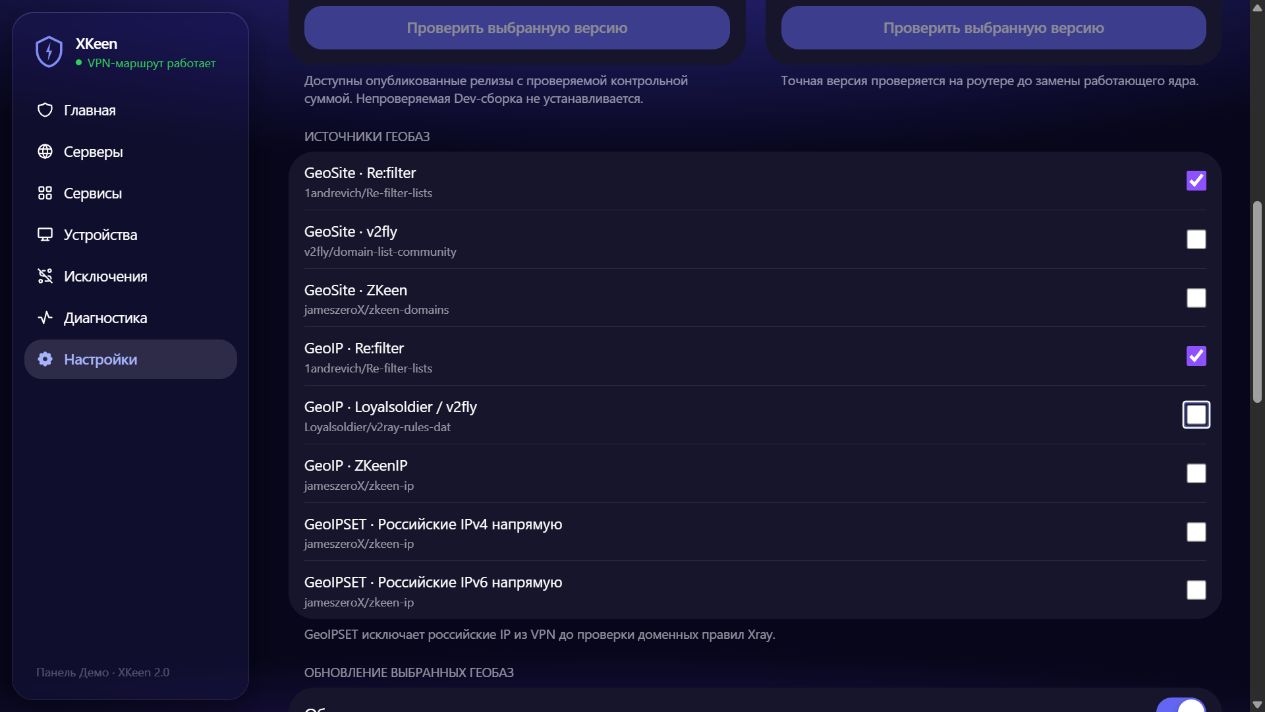 XKeen
VPN-маршрут работает
Главная
Серверы
Сервисы
Устройства
Исключения
Диагностика
Настройки
Панель Демо · XKeen 2.0
Проверить выбранную версию
Проверить выбранную версию
Доступны опубликованные релизы с проверяемой контрольной
суммой. Непроверяемая Dev-сборка не устанавливается.
Точная версия проверяется на роутере до замены работающего ядра.
ИСТОЧНИКИ ГЕОБАЗ
GeoSite · Re:filter
1andrevich/Re-filter-lists
GeoSite · v2fly
v2fly/domain-list-community
GeoSite · ZKeen
jameszeroX/zkeen-domains
GeoIP · Re:filter
1andrevich/Re-filter-lists
GeoIP · Loyalsoldier / v2fly
Loyalsoldier/v2ray-rules-dat
GeoIP · ZKeenIP
jameszeroX/zkeen-ip
GeoIPSET · Российские IPv4 напрямую
jameszeroX/zkeen-ip
GeoIPSET · Российские IPv6 напрямую
jameszeroX/zkeen-ip
GeoIPSET исключает российские IP из VPN до проверки доменных правил Xray.
ОБНОВЛЕНИЕ ВЫБРАННЫХ ГЕОБАЗ